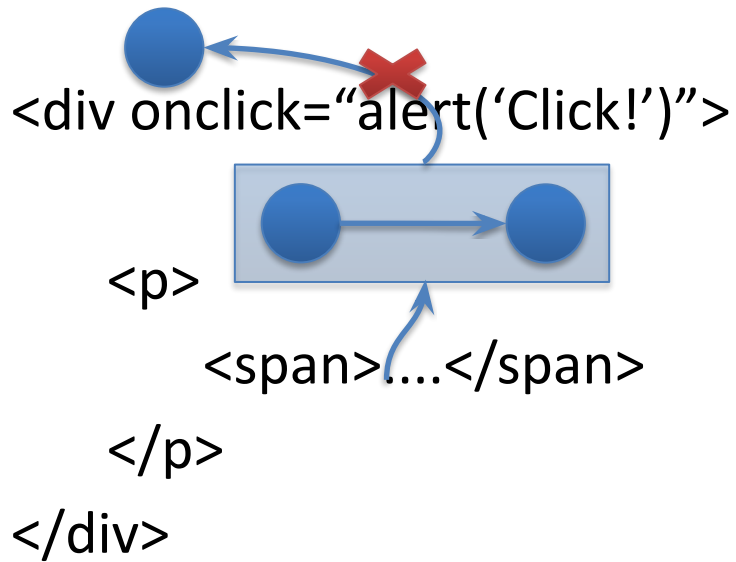 <div onclick=“alert(‘Click!’)”>
<p>
<span>....</span>
</p>
</div>